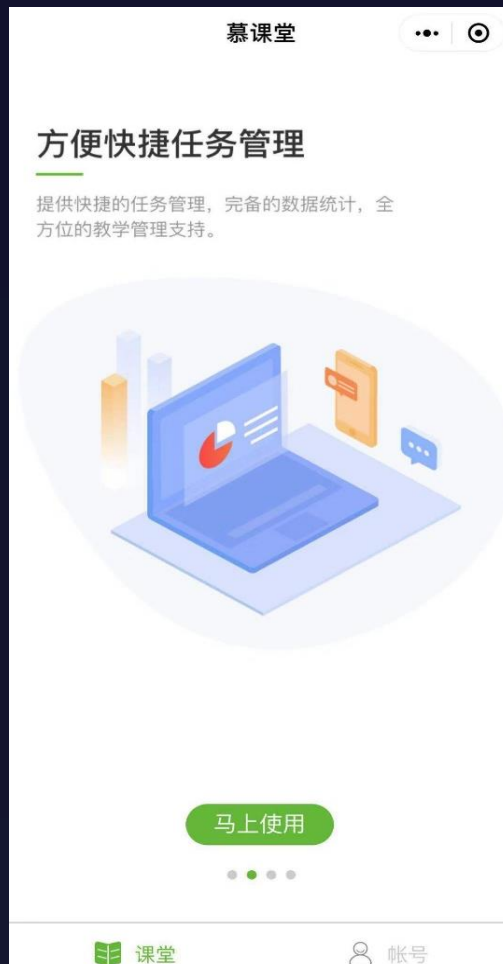 慕课堂
方便快捷任务管理
提供快捷的任务管理，完备的数据统计，全
方位的教学管理支持。
马上使用
课堂
帐号